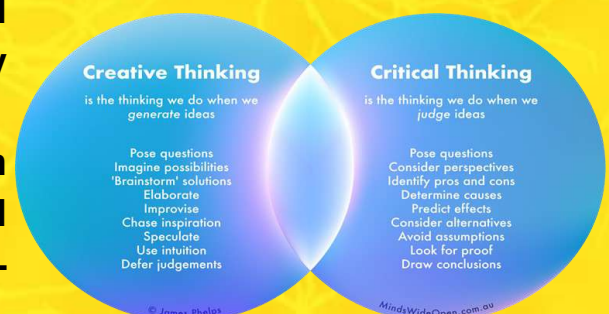 Creative Thinking
is the thinking we do when we
generate ideas
Pose questions
Imagine possibilities
'Brainstorm' solutions
Elaborate
Improvise
Chase inspiration
Speculate
Use intuition
Defer judgements
© James Phelps
Critical Thinking
is the thinking we do when we
judge ideas
Pose questions
Consider perspectives
Identify pros and cons
Determine causes
Predict effects
Consider alternatives
Avoid assumptions
Look for proof
Draw conclusions
MindsWideOpen.com.au